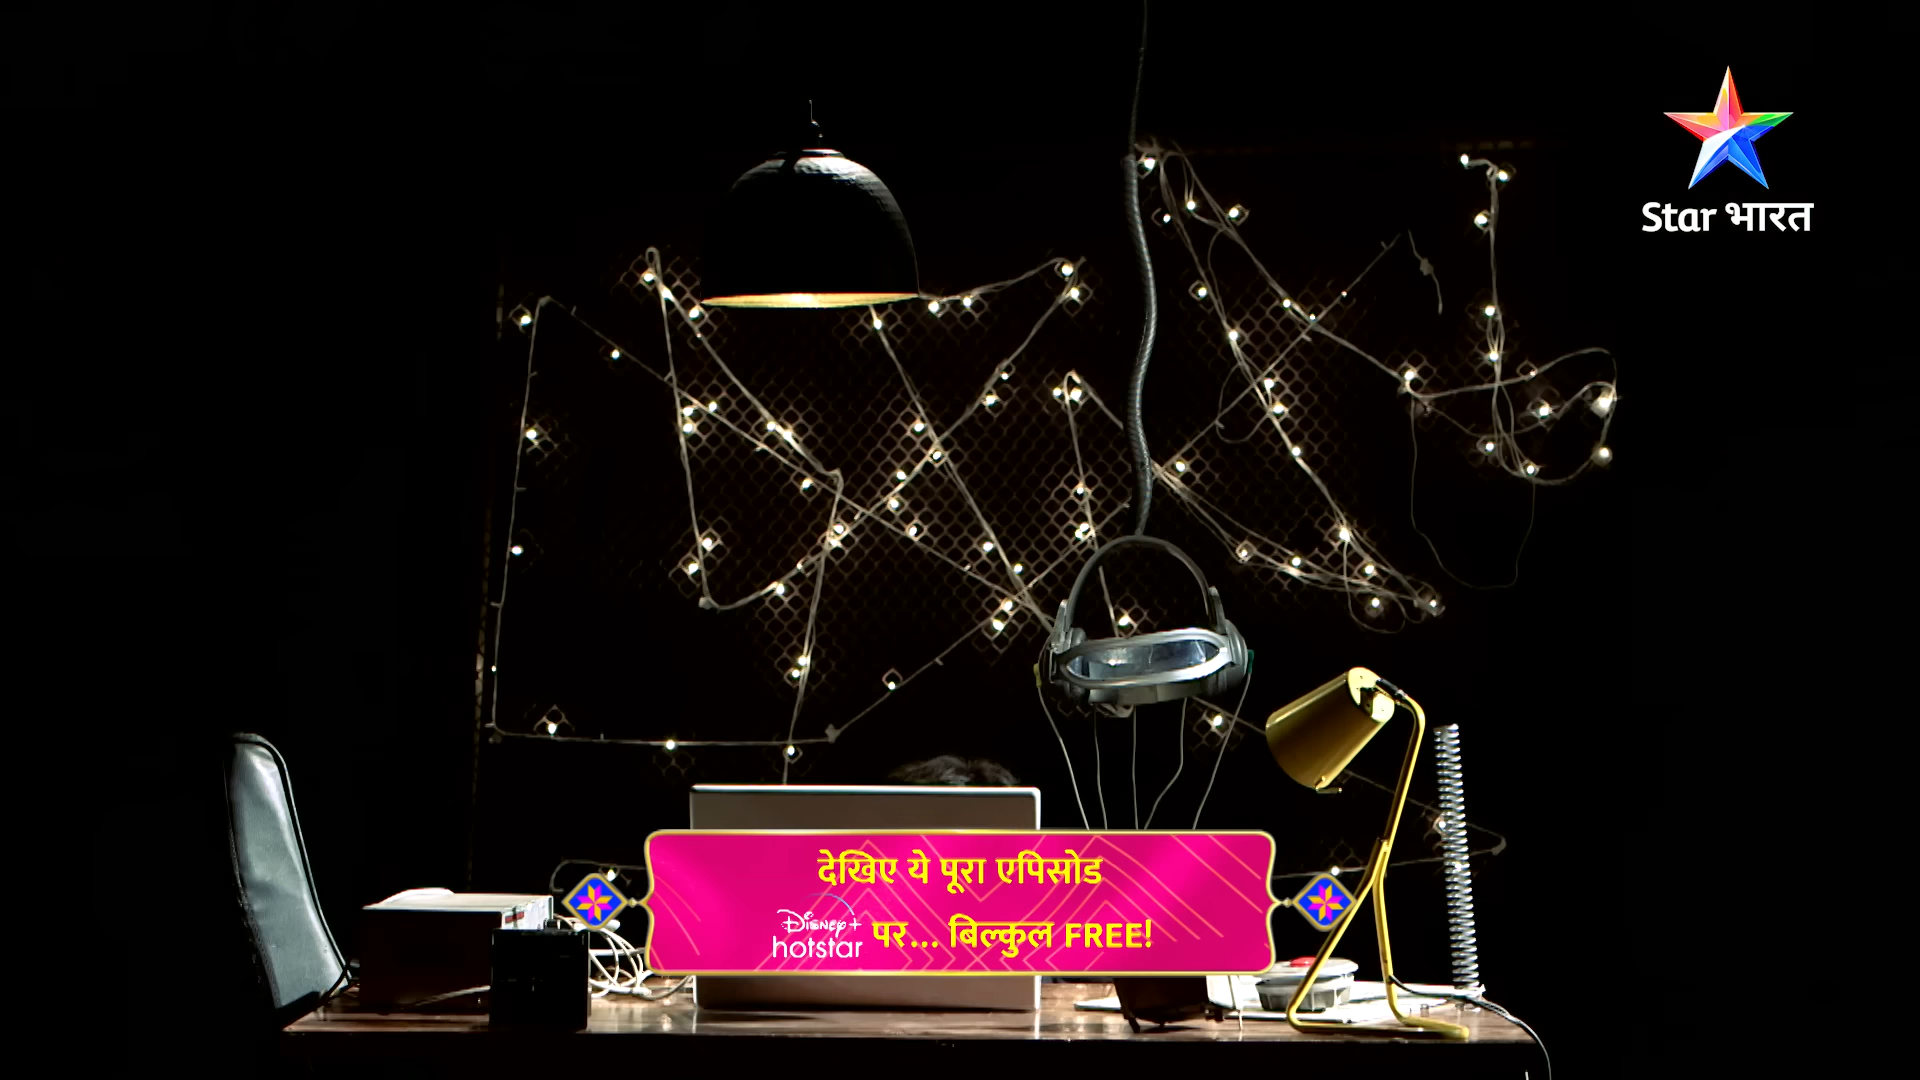 Star भारत
देखिए ये पूरा एपिसोड
Disney+ hotstar पर... बिल्कुल FREE!